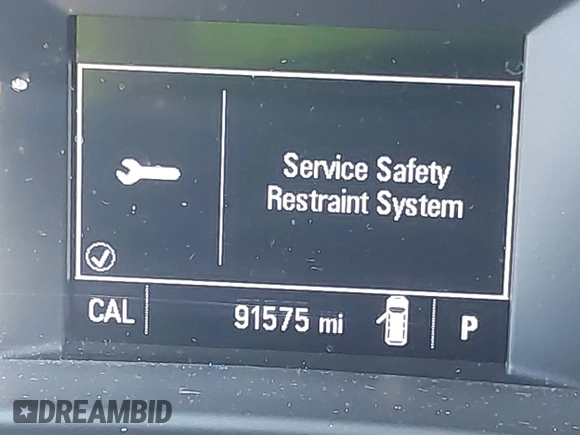 Service Safety
Restraint System
CAL 91575 mi P
DREAMBID